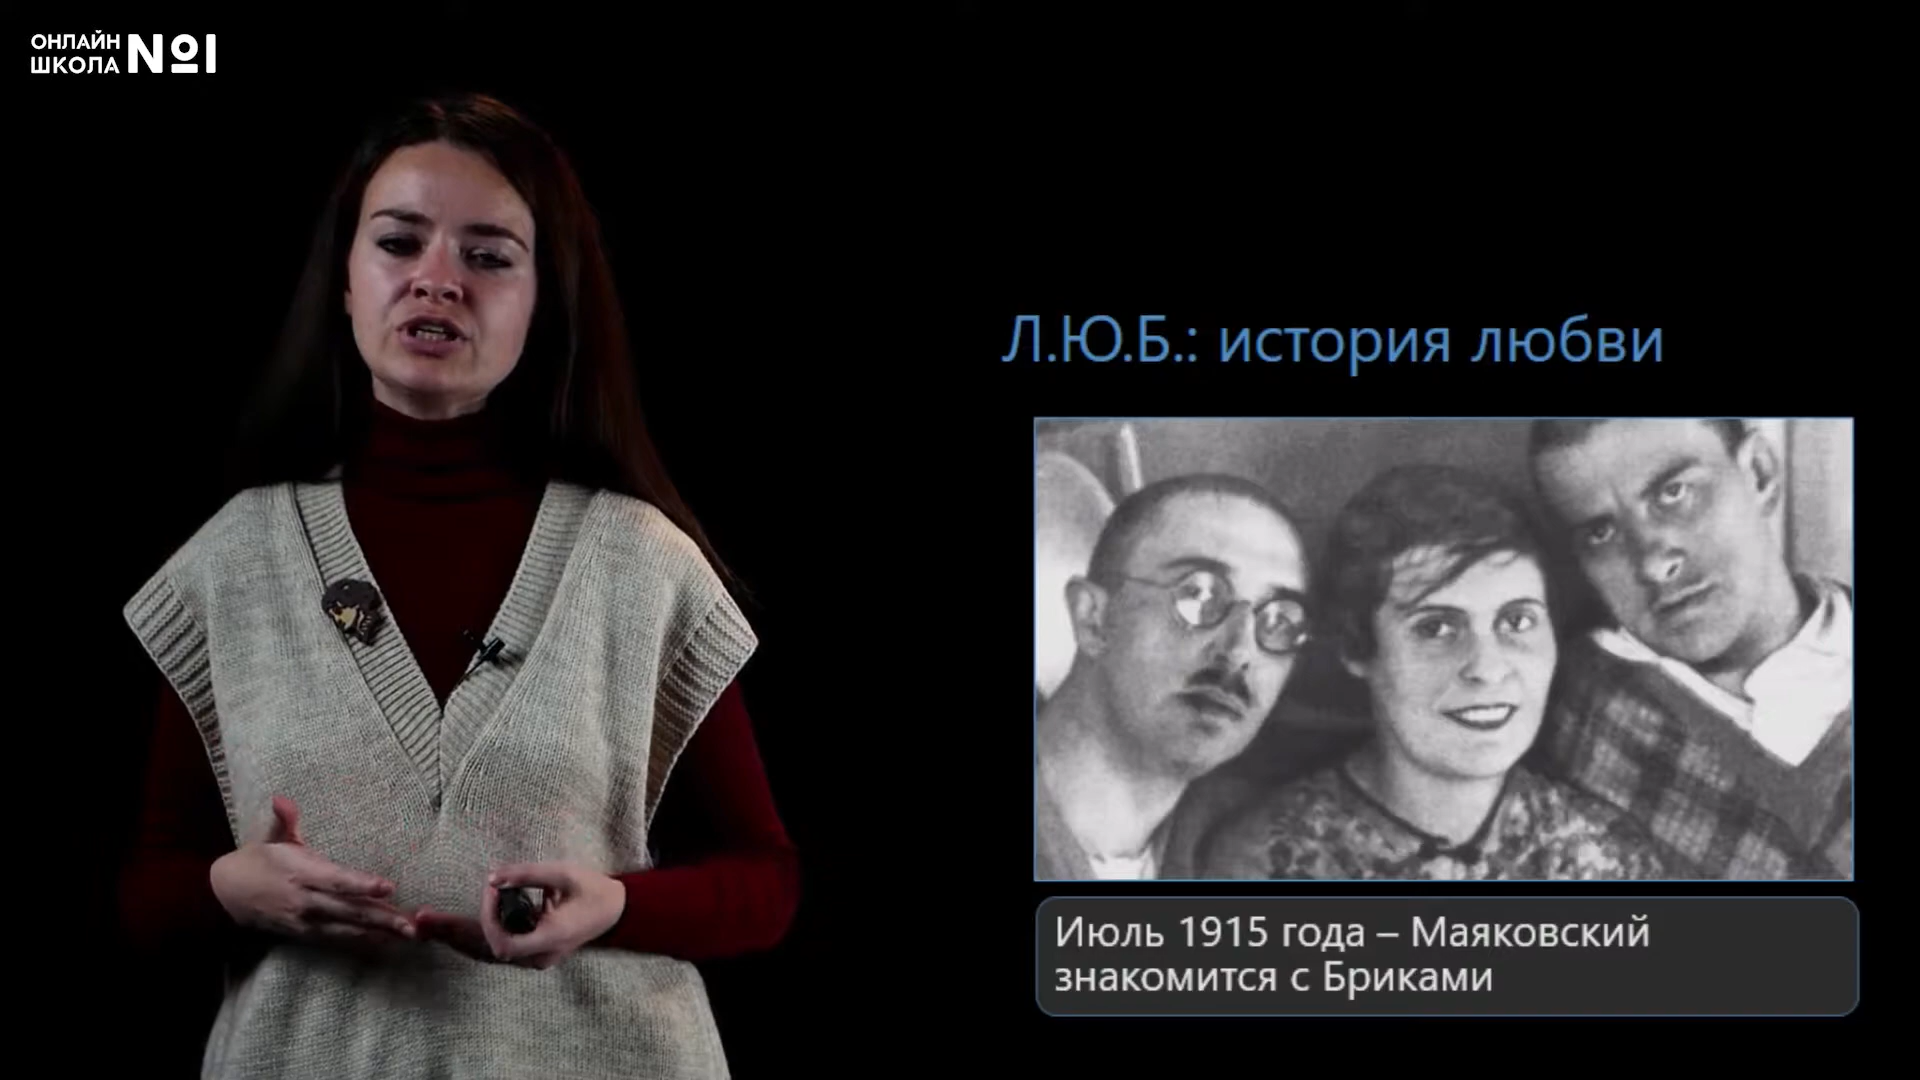 ОНЛАЙН
ШКОЛА №1
Л.Ю.Б.: история любви
Июль 1915 года – Маяковский
знакомится с Бриками